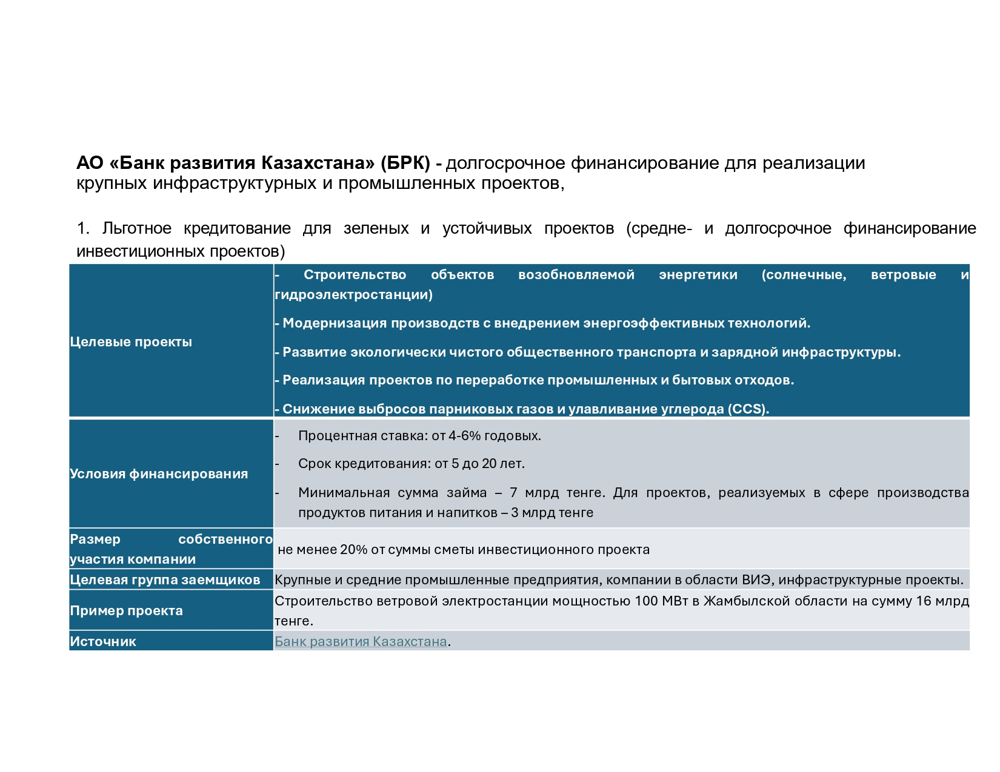 АО «Банк развития Казахстана» (БРК) - долгосрочное финансирование для реализации
крупных инфраструктурных и промышленных проектов,
1. Льготное кредитование для зеленых и устойчивых проектов (средне- и долгосрочное финансирование
инвестиционных проектов)
Целевые проекты
- Строительство объектов возобновляемой энергетики (солнечные, ветровые и
гидроэлектростанции)
- Модернизация производств с внедрением энергоэффективных технологий.
- Развитие экологически чистого общественного транспорта и зарядной инфраструктуры.
- Реализация проектов по переработке промышленных и бытовых отходов.
- Снижение выбросов парниковых газов и улавливание углерода (CCS).
Условия финансирования
- Процентная ставка: от 4-6% годовых.
- Срок кредитования: от 5 до 20 лет.
- Минимальная сумма займа – 7 млрд тенге. Для проектов, реализуемых в сфере производства
продуктов питания и напитков – 3 млрд тенге
Размер собственного
участия компании
не менее 20% от суммы сметы инвестиционного проекта
Целевая группа заемщиков
Крупные и средние промышленные предприятия, компании в области ВИЭ, инфраструктурные проекты.
Пример проекта
Строительство ветровой электростанции мощностью 100 МВт в Жамбылской области на сумму 16 млрд
тенге.
Источник
Банк развития Казахстана.